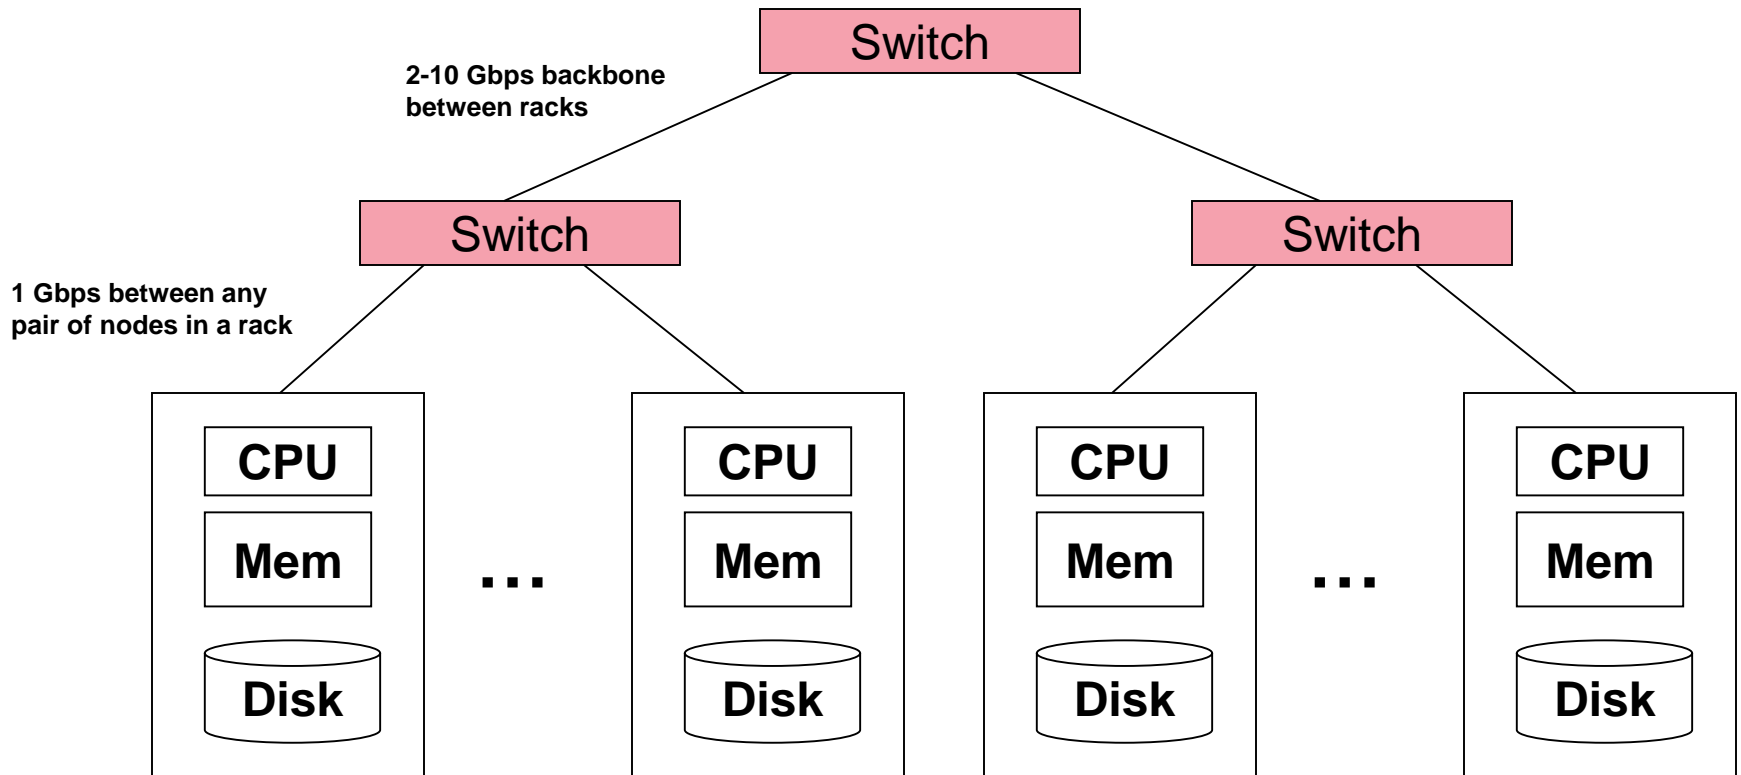 Switch
2-10 Gbps backbone
between racks
Switch
Switch
1 Gbps between any
pair of nodes in a rack
CPU
CPU
CPU
CPU
Mem
…
Mem
Mem
…
Mem
Disk
Disk
Disk
Disk